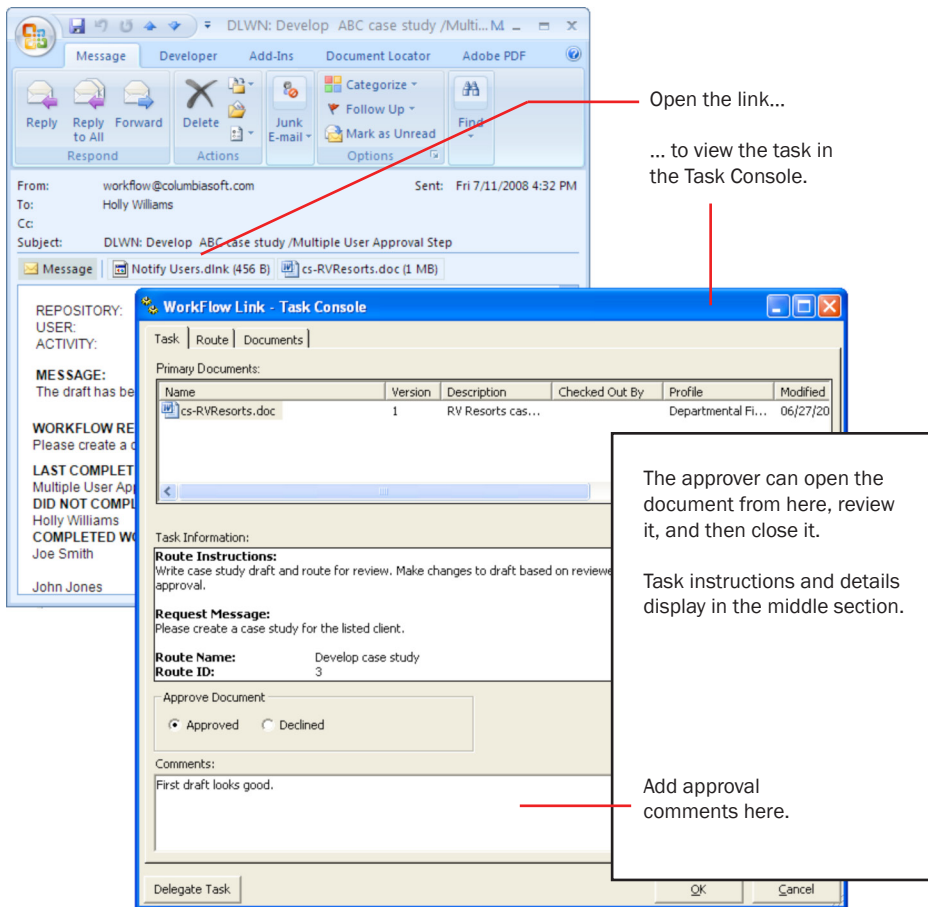 DLWN: Develop ABC case study /Multi... M
Message Developer Add-Ins Document Locator Adobe PDF
Reply
Reply to All
Forward
Respond
Delete
Actions
Junk E-mail
Categorize
Follow Up
Mark as Unread
Options
Find
Open the link...
... to view the task in
the Task Console.
From: workflow@columbiasoft.com Sent: Fri 7/11/2008 4:32 PM
To: Holly Williams
Cc:
Subject: DLWN: Develop ABC case study /Multiple User Approval Step
Message Notify Users.dlnk (456 B) cs-RVResorts.doc (1 MB)
REPOSITORY:
USER:
ACTIVITY:
MESSAGE:
The draft has be
WORKFLOW RE
Please create a c
LAST COMPLET
Multiple User App
DID NOT COMPL
Holly Williams
COMPLETED WO
Joe Smith
John Jones
WorkFlow Link - Task Console
Task Route Documents
Primary Documents:
Name Version Description Checked Out By Profile Modified
cs-RVResorts.doc 1 RV Resorts cas... Departmental Fi... 06/27/20
Task Information:
Route Instructions:
Write case study draft and route for review. Make changes to draft based on reviewe
approval.
Request Message:
Please create a case study for the listed client.
Route Name: Develop case study
Route ID: 3
Approve Document
Approved Declined
Comments:
First draft looks good.
Delegate Task OK Cancel
The approver can open the
document from here, review
it, and then close it.
Task instructions and details
display in the middle section.
Add approval
comments here.